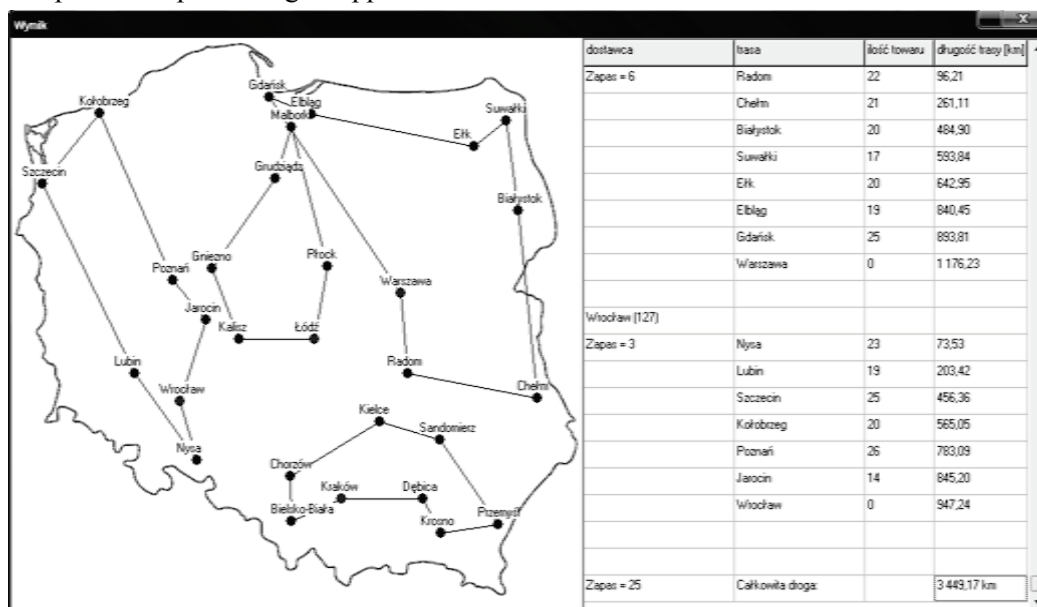 Wynik
dostawca trasa ilość towaru długość trasy [km]
Zapas = 6 Radom 22 96,21
Chełm 21 261,11
Białystok 20 484,90
Suwałki 17 593,84
Ełk 20 642,95
Elbląg 19 840,45
Gdańsk 25 893,81
Warszawa 0 1 176,23
Wrocław (127)
Zapas = 3 Nysa 23 73,53
Lubin 19 203,42
Szczecin 25 456,36
Kołobrzeg 20 565,05
Poznań 26 783,09
Jarocin 14 845,20
Wrocław 0 947,24
Zapas = 25 Całkowita droga: 3 449,17 km
Gdańsk
Kołobrzeg
Elbląg
Suwałki
Malbork
Ełk
Grudziądz
Szczecin
Białystok
Gniezno
Płock
Poznań
Warszawa
Jarocin
Kalisz
Łódź
Lubin
Radom
Chełm
Wrocław
Kielce
Sandomierz
Nysa
Chorzów
Kraków
Dębica
Bielsko-Biała
Krosno
Przemyśl